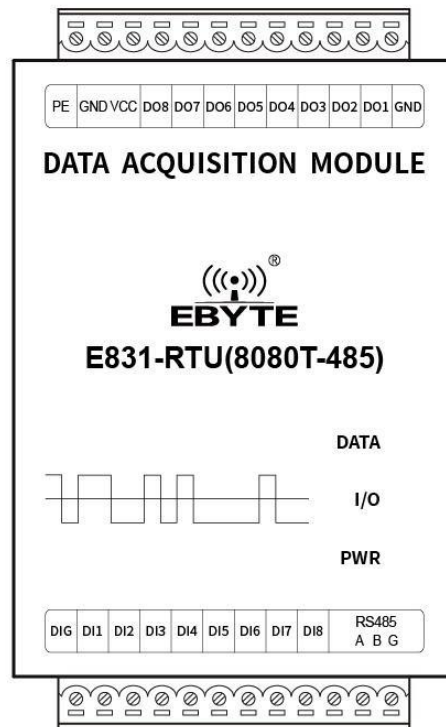 PE GND VCC DO8 DO7 DO6 DO5 DO4 DO3 DO2 DO1 GND
DATA ACQUISITION MODULE
®
EBYTE
E831-RTU(8080T-485)
DATA
I/O
PWR
DIG DI1 DI2 DI3 DI4 DI5 DI6 DI7 DI8 RS485
A B G